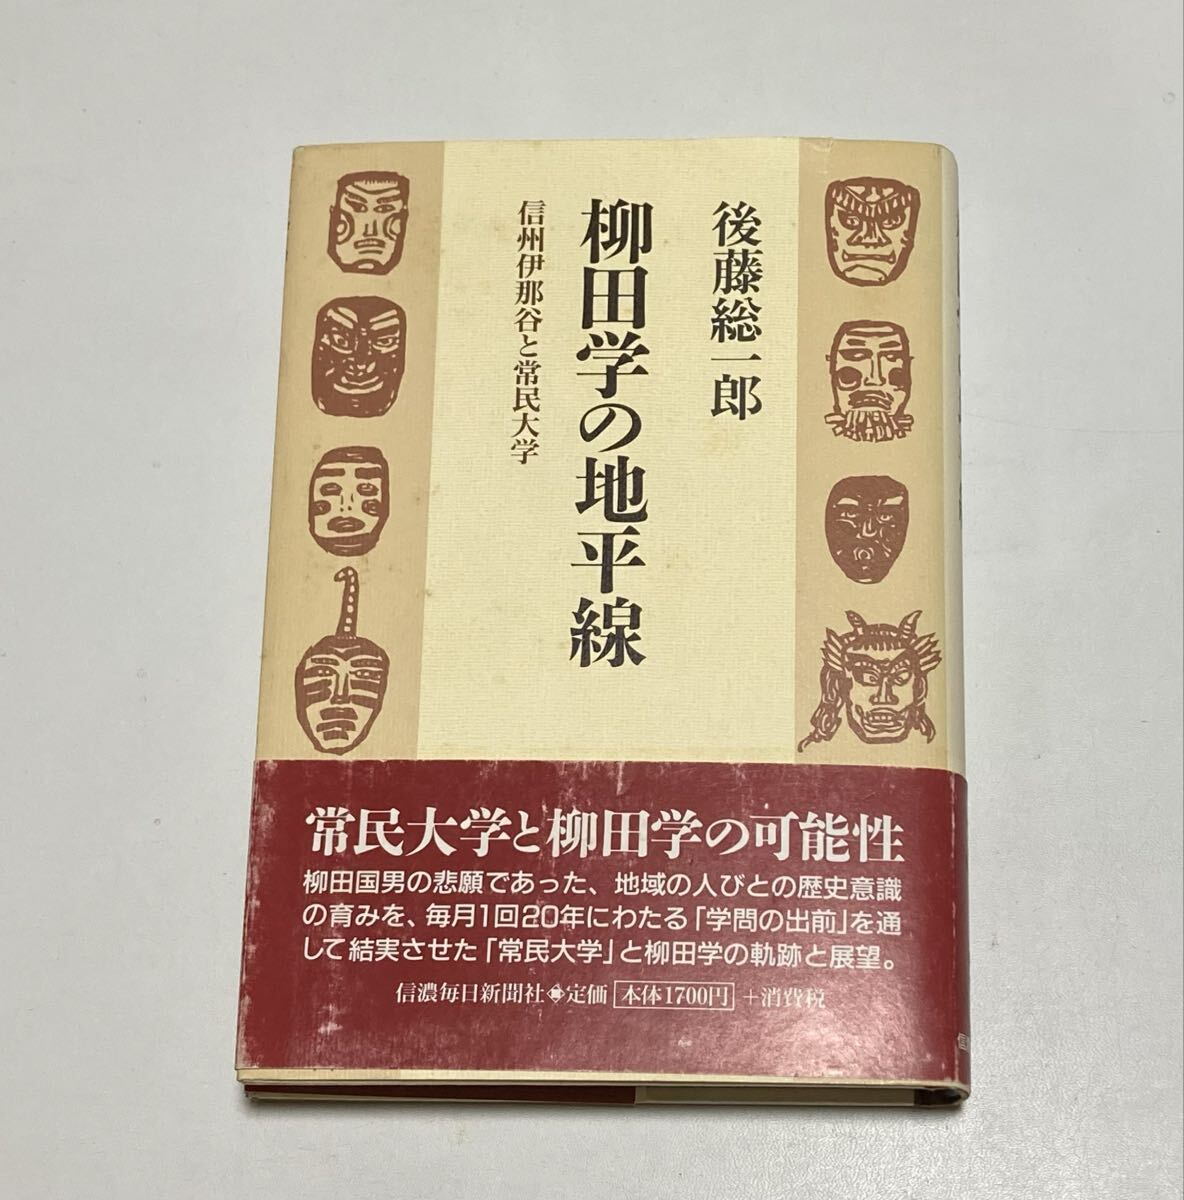 後藤総一郎
柳田学の地平線
信州伊那谷と常民大学
常民大学と柳田学の可能性
柳田国男の悲願であった、地域の人びとの歴史意識
の育みを、毎月1回20年にわたる「学問の出前」を通
して結実させた「常民大学」と柳田学の軌跡と展望。
信濃毎日新聞社◆定価 本体1700円 +消費税